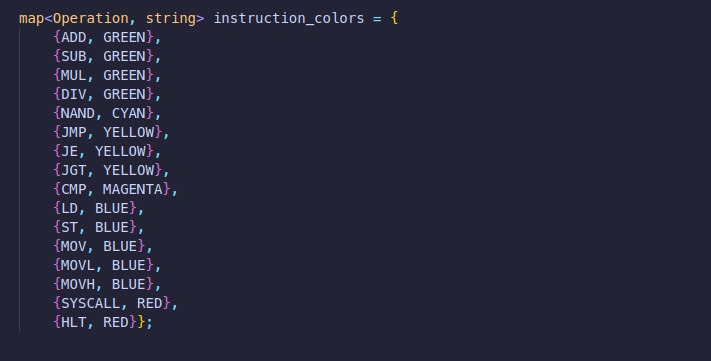 map<Operation, string> instruction_colors = {
    {ADD, GREEN},
    {SUB, GREEN},
    {MUL, GREEN},
    {DIV, GREEN},
    {NAND, CYAN},
    {JMP, YELLOW},
    {JE, YELLOW},
    {JGT, YELLOW},
    {CMP, MAGENTA},
    {LD, BLUE},
    {ST, BLUE},
    {MOV, BLUE},
    {MOVL, BLUE},
    {MOVH, BLUE},
    {SYSCALL, RED},
    {HLT, RED}};